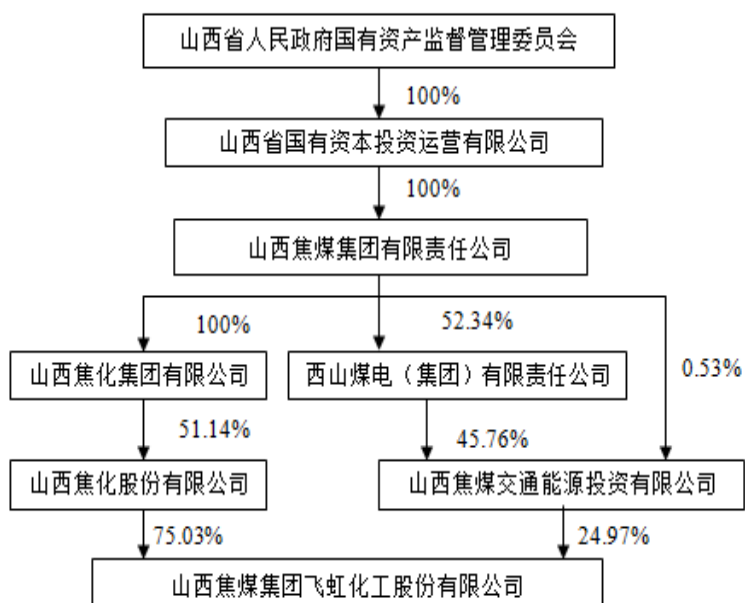 山西省人民政府国有资产监督管理委员会
100%
山西省国有资本投资运营有限公司
100%
山西焦煤集团有限责任公司
100%
52.34%
0.53%
山西焦化集团有限公司
西山煤电（集团）有限责任公司
51.14%
45.76%
山西焦化股份有限公司
山西焦煤交通能源投资有限公司
75.03%
24.97%
山西焦煤集团飞虹化工股份有限公司